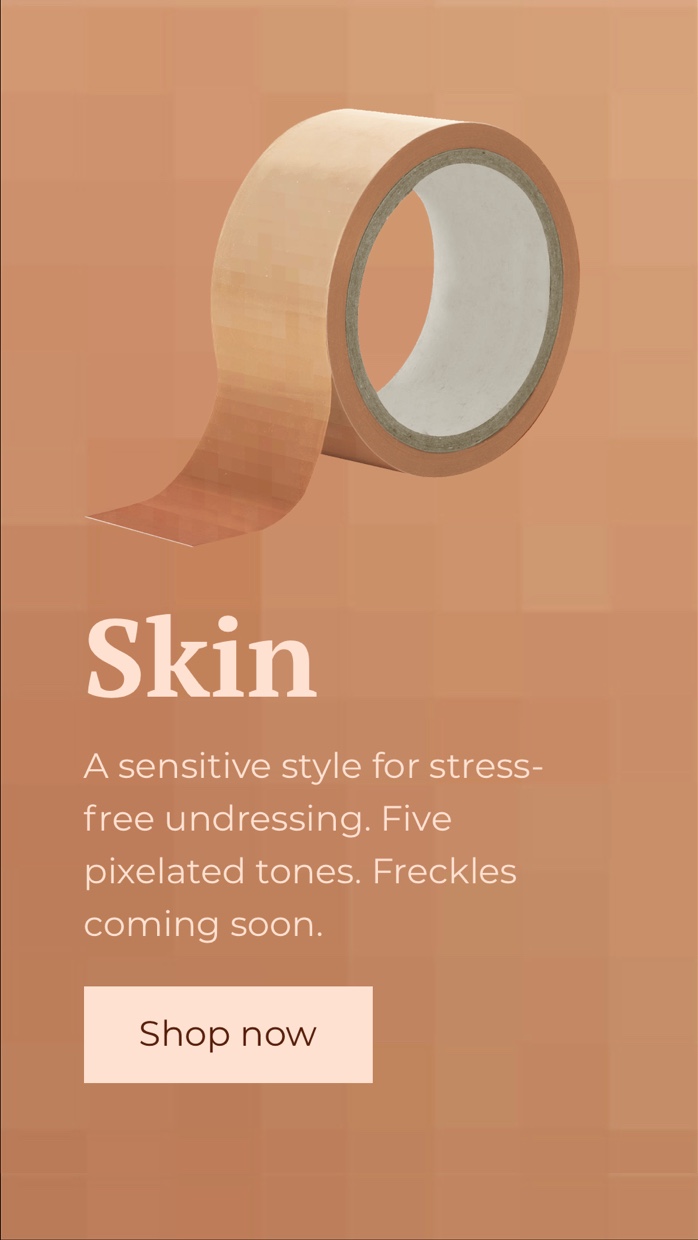 Skin
A sensitive style for stress-
free undressing. Five
pixelated tones. Freckles
coming soon.
Shop now